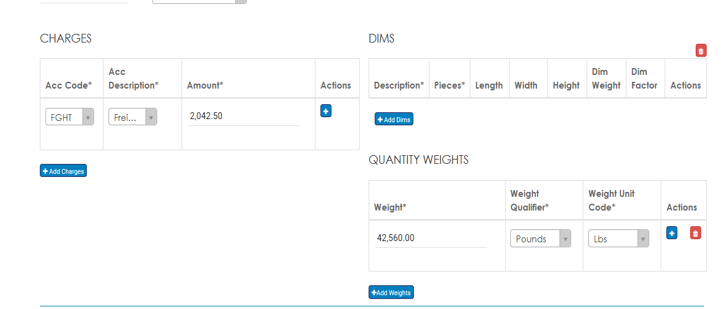 CHARGES
Acc Code*
Acc Description*
Amount*
Actions
FGHT
Frei...
2,042.50
+ Add Charges
DIMS
Description*
Pieces*
Length
Width
Height
Dim Weight
Dim Factor
Actions
+ Add Dims
QUANTITY WEIGHTS
Weight*
Weight Qualifier*
Weight Unit Code*
Actions
42,560.00
Pounds
Lbs
+Add Weights